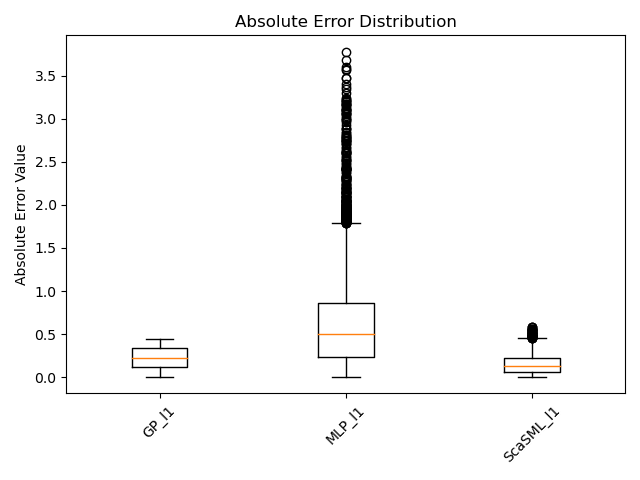 Absolute Error Distribution
Absolute Error Value
3.5
3.0
2.5
2.0
1.5
1.0
0.5
0.0
GP_l1
MLP_l1
ScaSML_l1